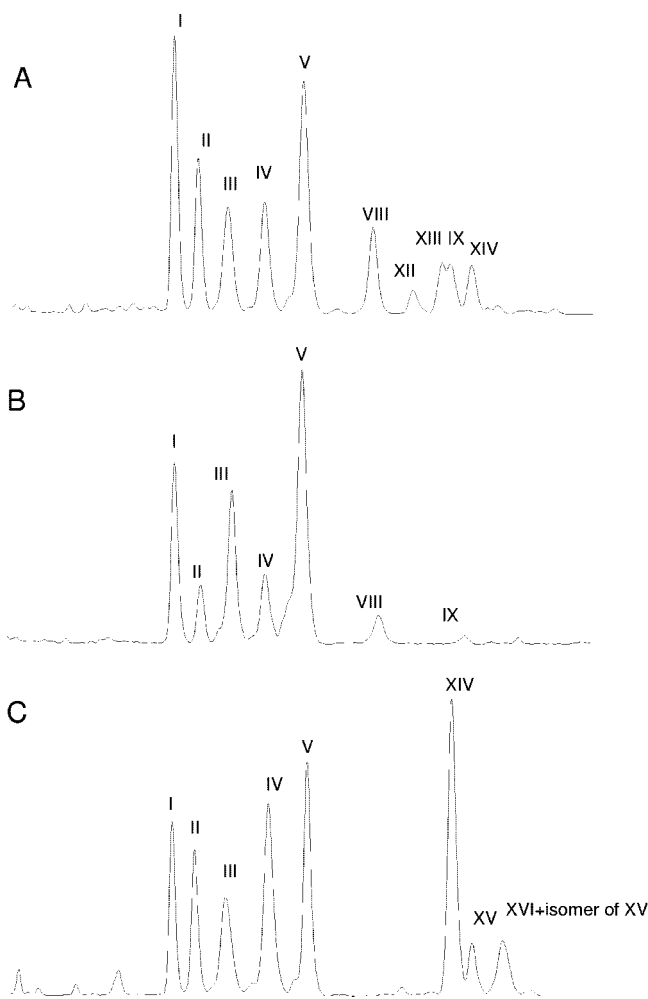 A
I
II
III
IV
V
VIII
XII
XIII IX
XIV
B
I
II
III
IV
V
VIII
IX
C
I
II
III
IV
V
XIV
XV
XVI+isomer of XV